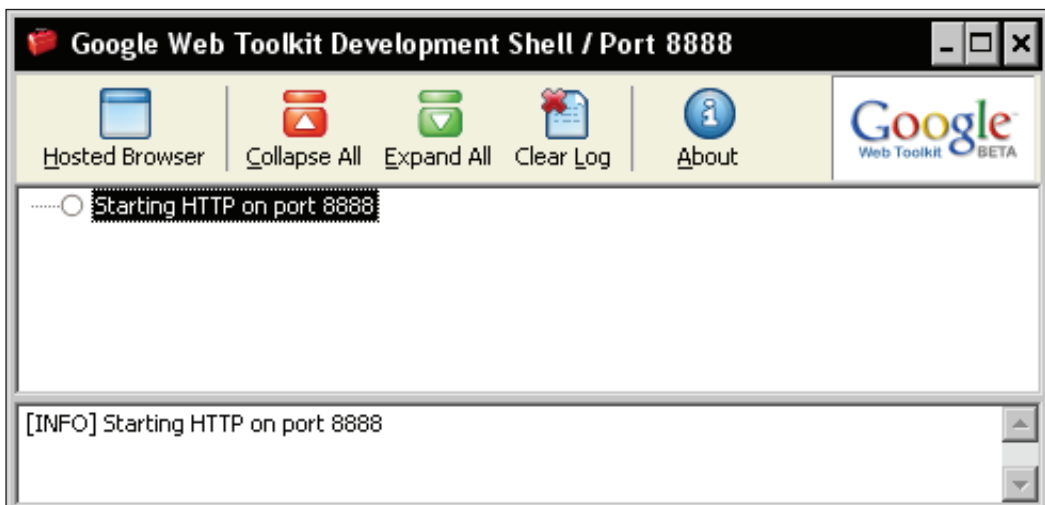 Google Web Toolkit Development Shell / Port 8888
Hosted Browser Collapse All Expand All Clear Log About
Google
Web Toolkit BETA
Starting HTTP on port 8888
[INFO] Starting HTTP on port 8888